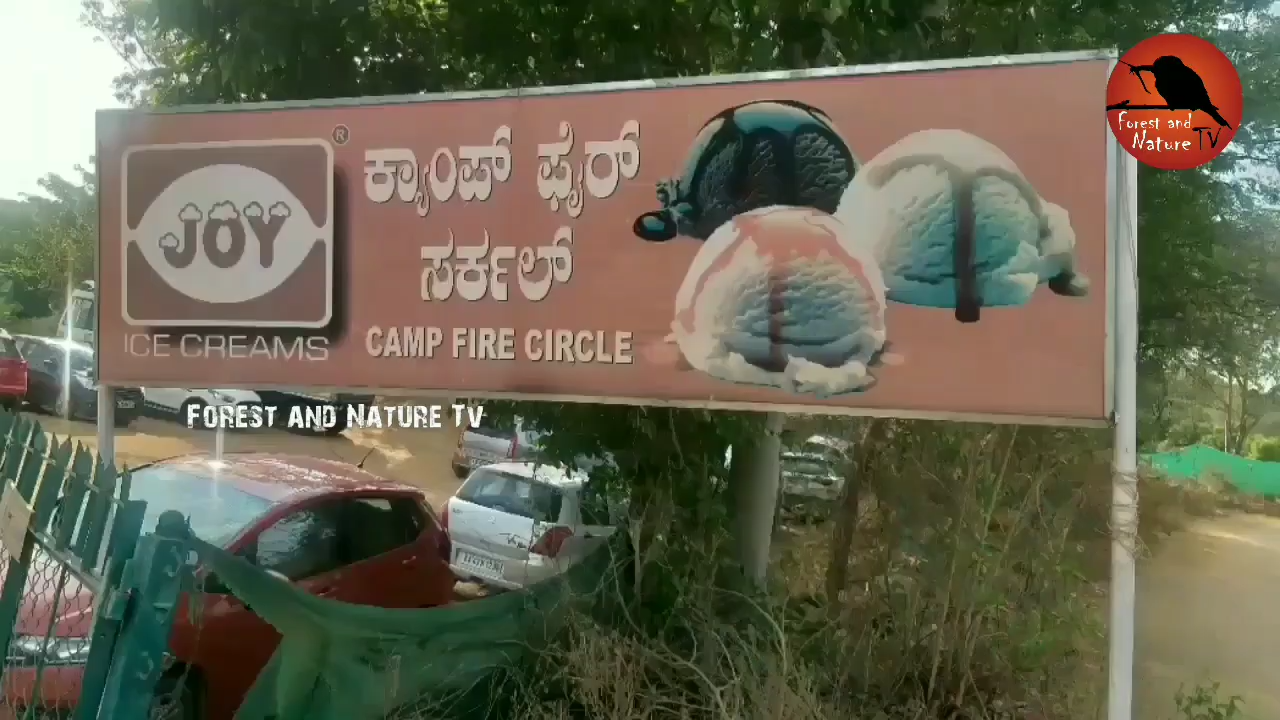 Forest and
Nature TV
JOY
®
ICE CREAMS
ಕ್ಯಾಂಪ್ ಫೈರ್
ಸರ್ಕಲ್
CAMP FIRE CIRCLE
FOREST AND NATURE TV